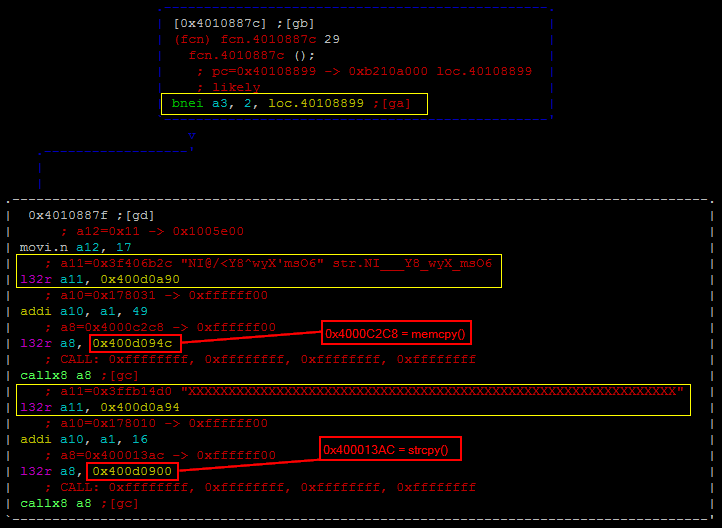 [0x4010887c] ;[gb]
(fcn) fcn.4010887c 29
fcn.4010887c ();
; pc=0x40108899 -> 0xb210a000 loc.40108899
; likely
bnei a3, 2, loc.40108899 ;[ga]
0x4010887f ;[gd]
; a12=0x11 -> 0x1005e00
movi.n a12, 17
; a11=0x3f406b2c "NI@/<Y8^wyX'msO6" str.NI___Y8_wyX_msO6
l32r a11, 0x400d0a90
; a10=0x178031 -> 0xffffff00
addi a10, a1, 49
; a8=0x4000c2c8 -> 0xffffff00
l32r a8, 0x400d094c
0x4000C2C8 = memcpy()
; CALL: 0xffffffff, 0xffffffff, 0xffffffff, 0xffffffff
callx8 a8 ;[gc]
; a11=0x3ffb14d0 "XXXXXXXXXXXXXXXXXXXXXXXXXXXXXXXXXXXXXXXXXXXXXXXXXXXXXXXXXXXX"
l32r a11, 0x400d0a94
; a10=0x178010 -> 0xffffff00
addi a10, a1, 16
; a8=0x400013ac -> 0xffffff00
l32r a8, 0x400d0900
0x400013AC = strcpy()
; CALL: 0xffffffff, 0xffffffff, 0xffffffff, 0xffffffff
callx8 a8 ;[gc]